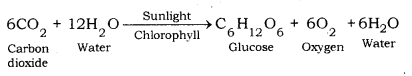 6CO₂ + 12H₂O Sunlight Chlorophyll C₆H₁₂O₆ + 6O₂ + 6H₂O
Carbon dioxide Water Glucose Oxygen Water